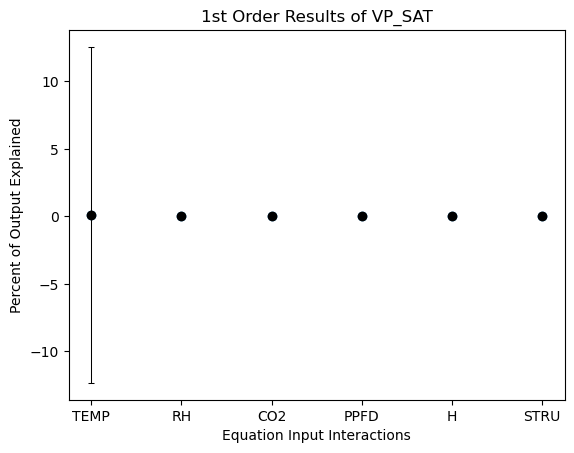 1st Order Results of VP_SAT
Percent of Output Explained
10
5
0
−5
−10
TEMP RH CO2 PPFD H STRU
Equation Input Interactions